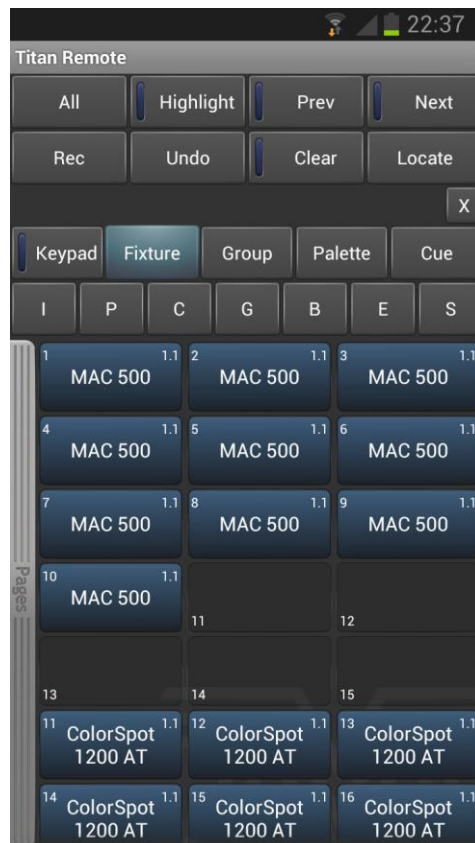 22:37
Titan Remote
All Highlight Prev Next
Rec Undo Clear Locate
X
Keypad Fixture Group Palette Cue
I P C G B E S
Pages
1 1.1 2 1.1 3 1.1
MAC 500 MAC 500 MAC 500
4 1.1 5 1.1 6 1.1
MAC 500 MAC 500 MAC 500
7 1.1 8 1.1 9 1.1
MAC 500 MAC 500 MAC 500
10 1.1
MAC 500
11 12
13 14 15
11 1.1 12 1.1 13 1.1
ColorSpot ColorSpot ColorSpot
1200 AT 1200 AT 1200 AT
14 1.1 15 1.1 16 1.1
ColorSpot ColorSpot ColorSpot
1200 AT 1200 AT 1200 AT